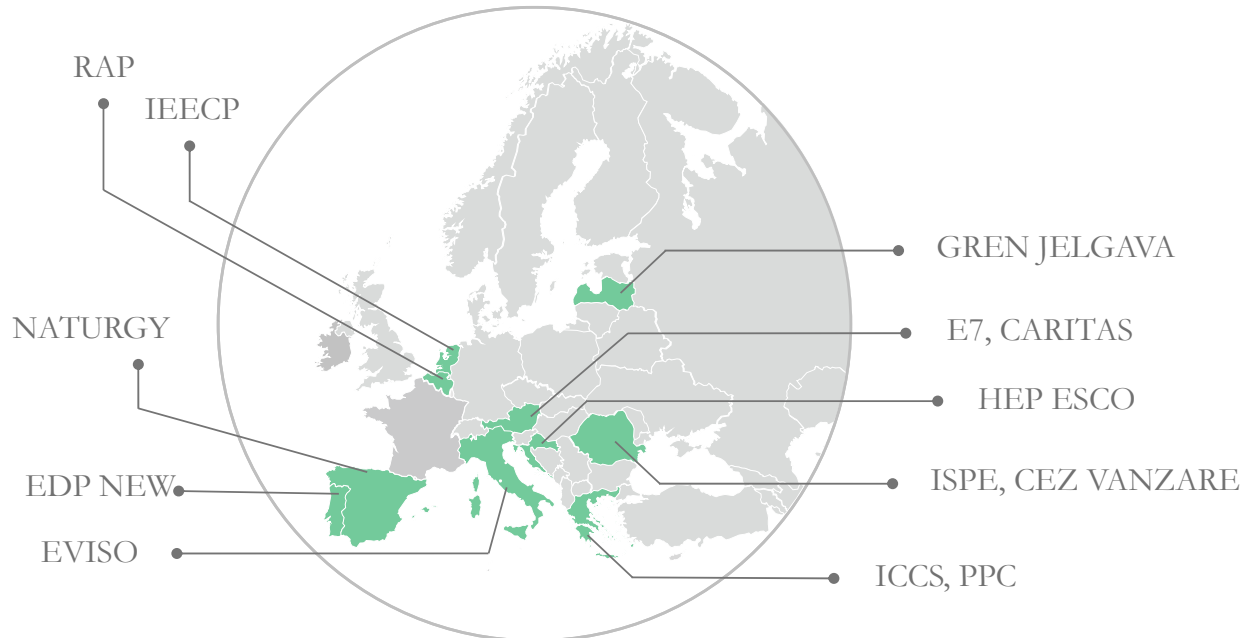 RAP
IEECP
GREN JELGAVA
NATURGY
E7, CARITAS
HEP ESCO
EDP NEW
ISPE, CEZ VANZARE
EVISO
ICCS, PPC